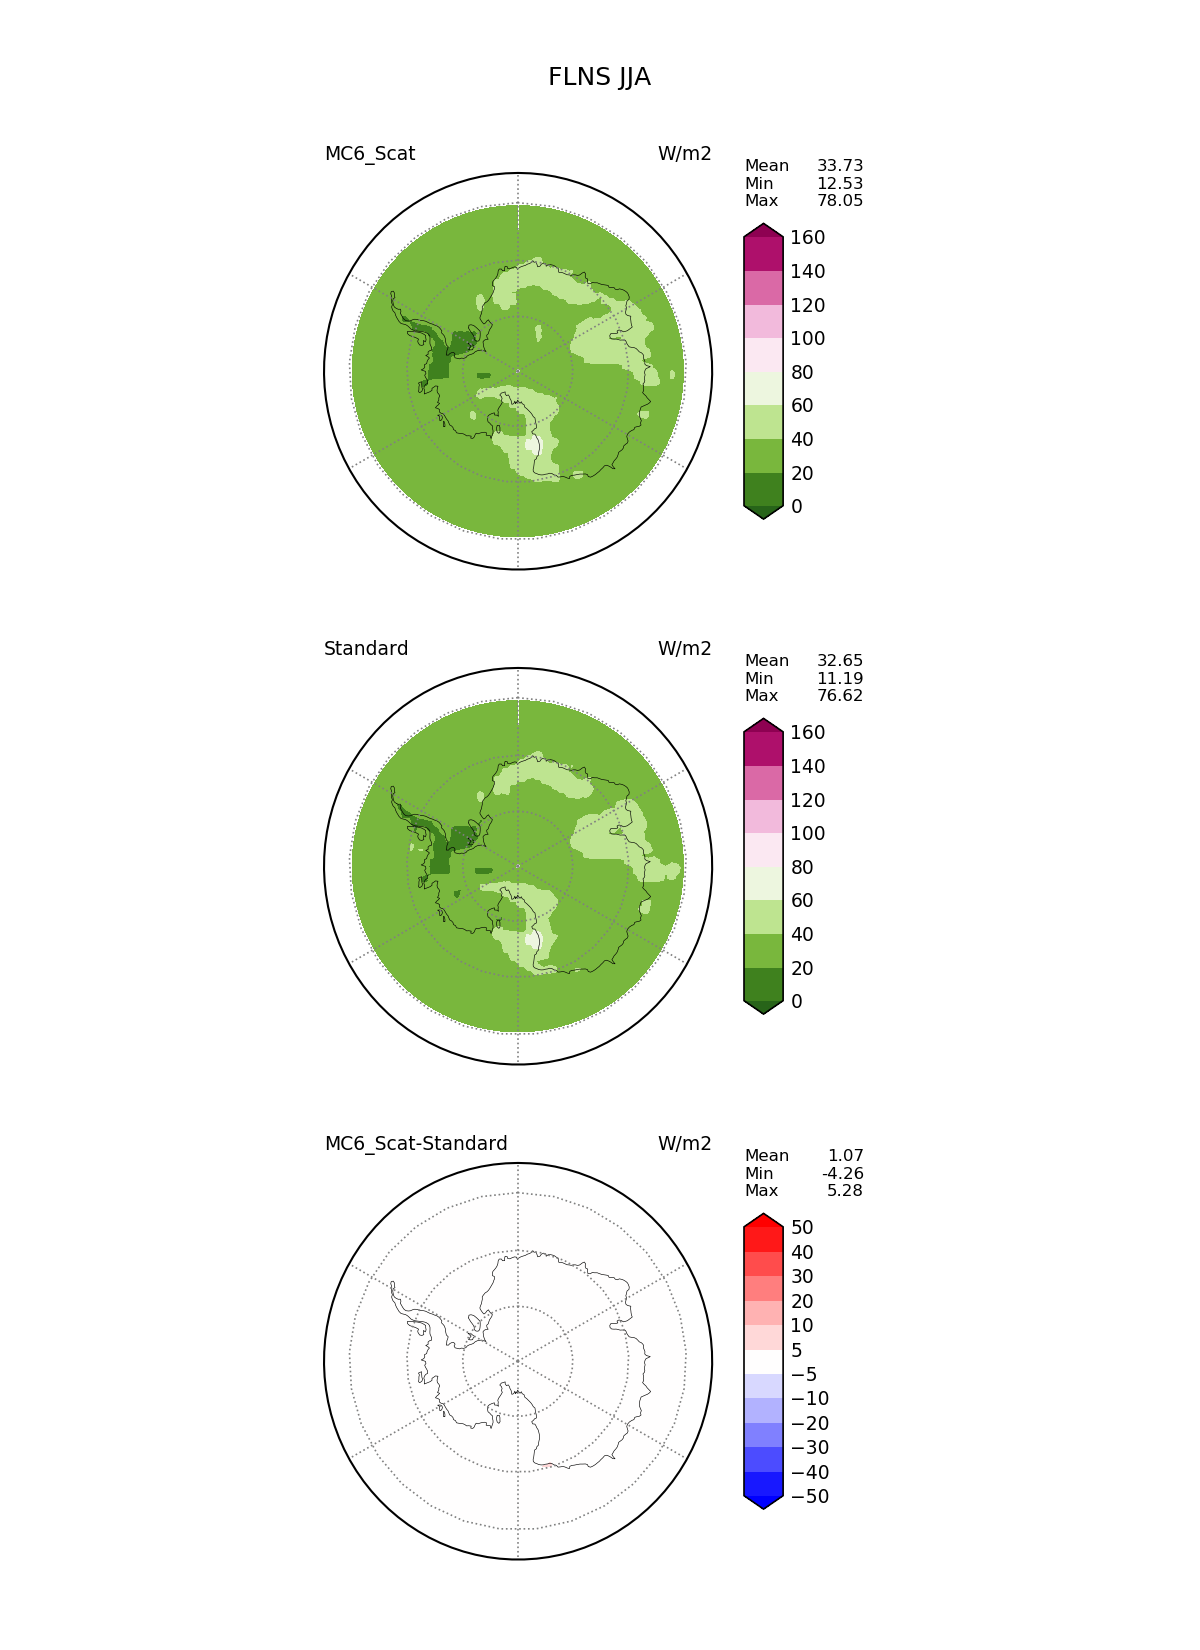 FLNS JJA
MC6_Scat W/m2
Mean 33.73
Min 12.53
Max 78.05
160
140
120
100
80
60
40
20
0
Standard W/m2
Mean 32.65
Min 11.19
Max 76.62
160
140
120
100
80
60
40
20
0
MC6_Scat-Standard W/m2
Mean 1.07
Min -4.26
Max 5.28
50
40
30
20
10
5
−5
−10
−20
−30
−40
−50